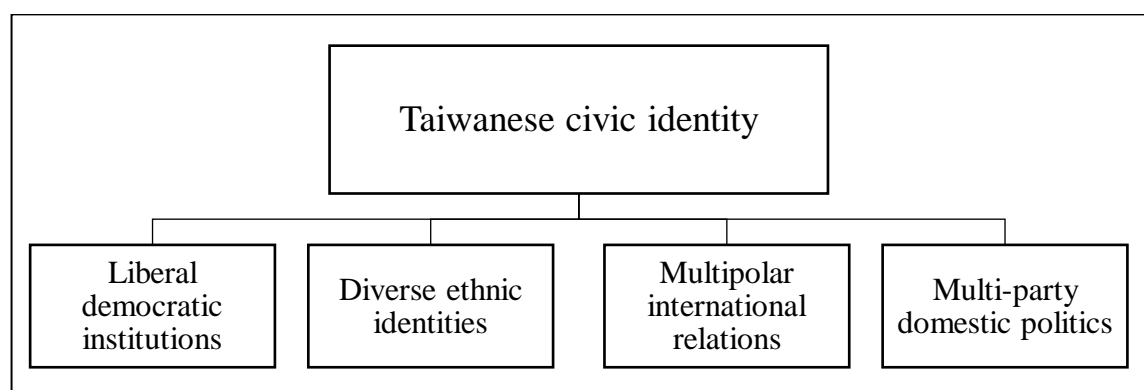 Taiwanese civic identity
Liberal
democratic
institutions
Diverse ethnic
identities
Multipolar
international
relations
Multi-party
domestic politics